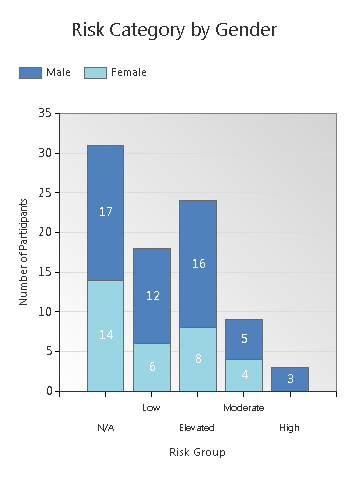 Risk Category by Gender
Male Female
35
30
25
20
15
10
5
0
Number of Participants
17
14
12
6
16
8
5
4
3
Low Moderate
N/A Elevated High
Risk Group